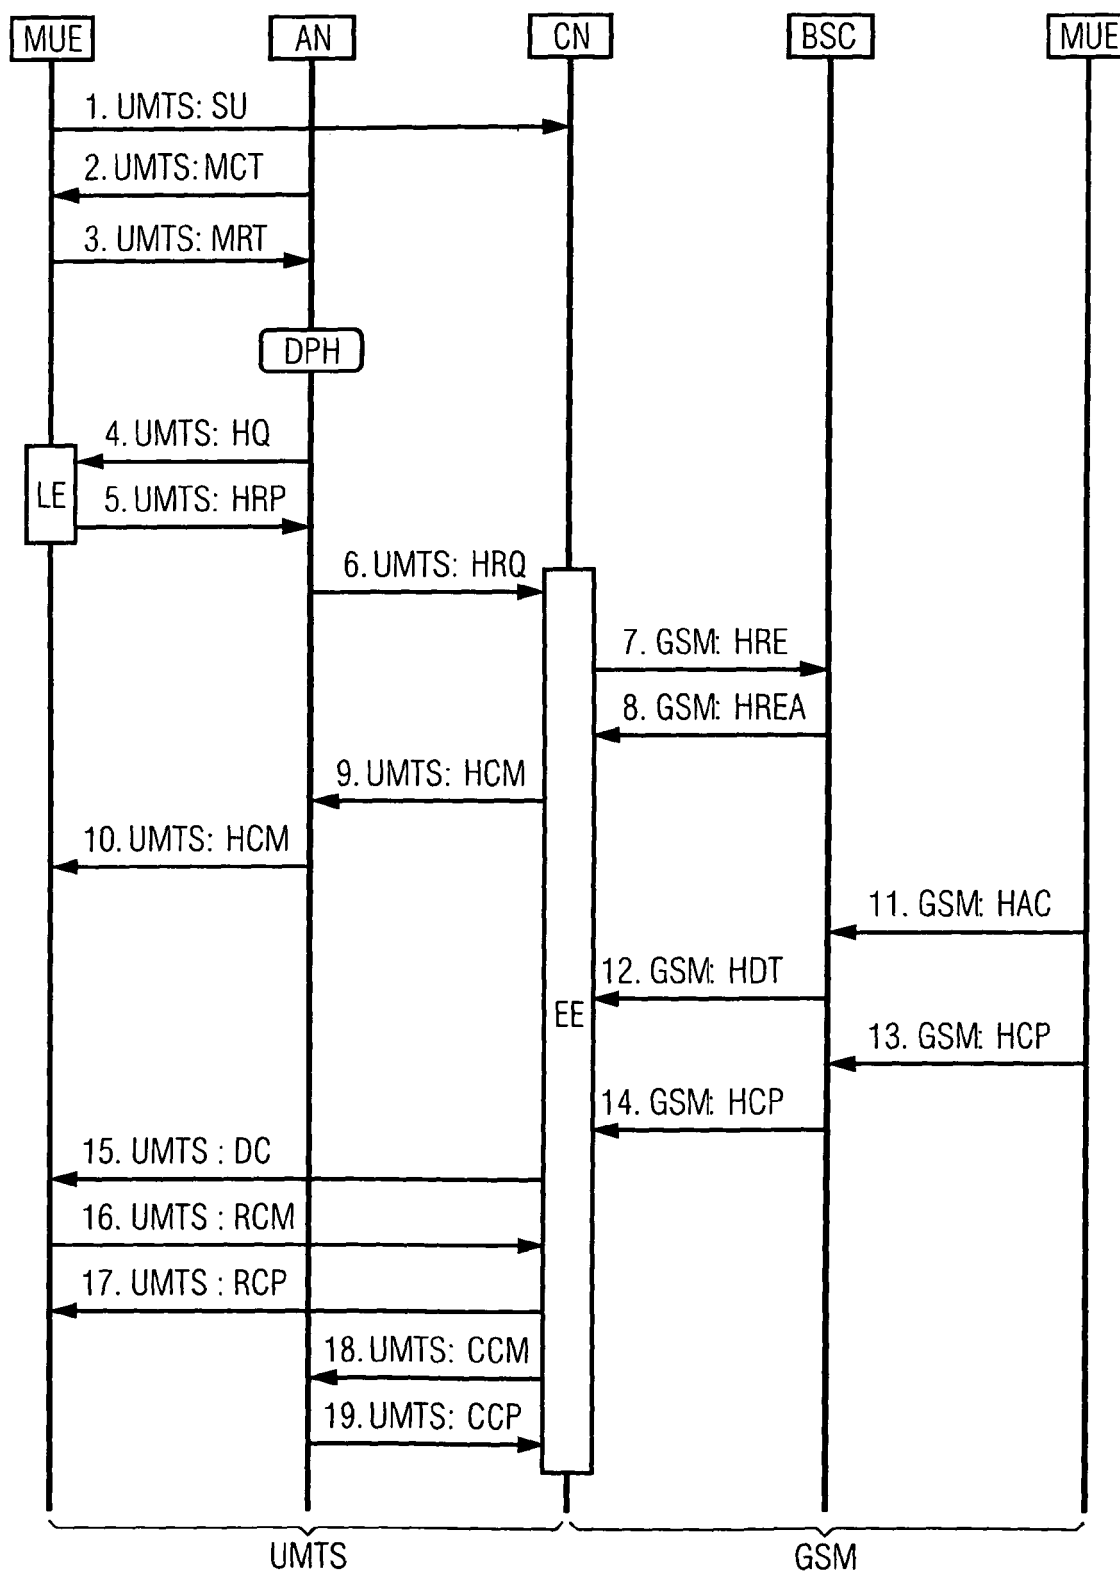 MUE AN CN BSC MUE
1. UMTS: SU
2. UMTS: MCT
3. UMTS: MRT
DPH
4. UMTS: HQ
LE
5. UMTS: HRP
6. UMTS: HRQ
7. GSM: HRE
8. GSM: HREA
9. UMTS: HCM
10. UMTS: HCM
11. GSM: HAC
12. GSM: HDT
EE
13. GSM: HCP
14. GSM: HCP
15. UMTS : DC
16. UMTS : RCM
17. UMTS : RCP
18. UMTS: CCM
19. UMTS: CCP
UMTS GSM